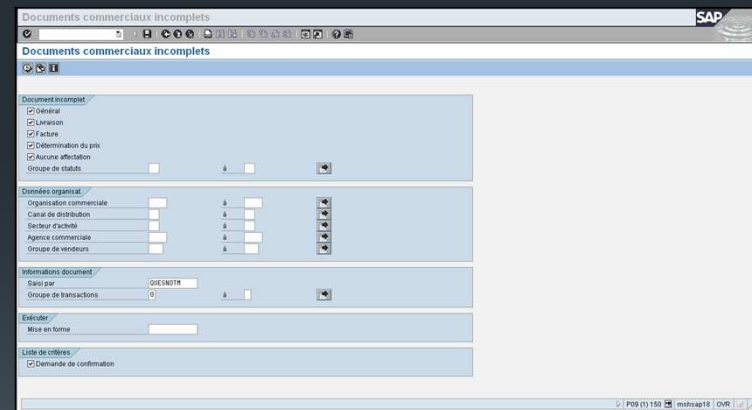 Documents commerciaux incomplets
SAP
Documents commerciaux incomplets
Document incomplet
Général
Livraison
Facture
Détermination du prix
Aucune affectation
Groupe de statuts à
Données organisat.
Organisation commerciale à
Canal de distribution à
Secteur d'activité à
Agence commerciale à
Groupe de vendeurs à
Informations document
Saisi par QUESNOTM
Groupe de transactions 0 à
Exécuter
Mise en forme
Liste de critères
Demande de confirmation
P09 (1) 150 mohsap18 OVR